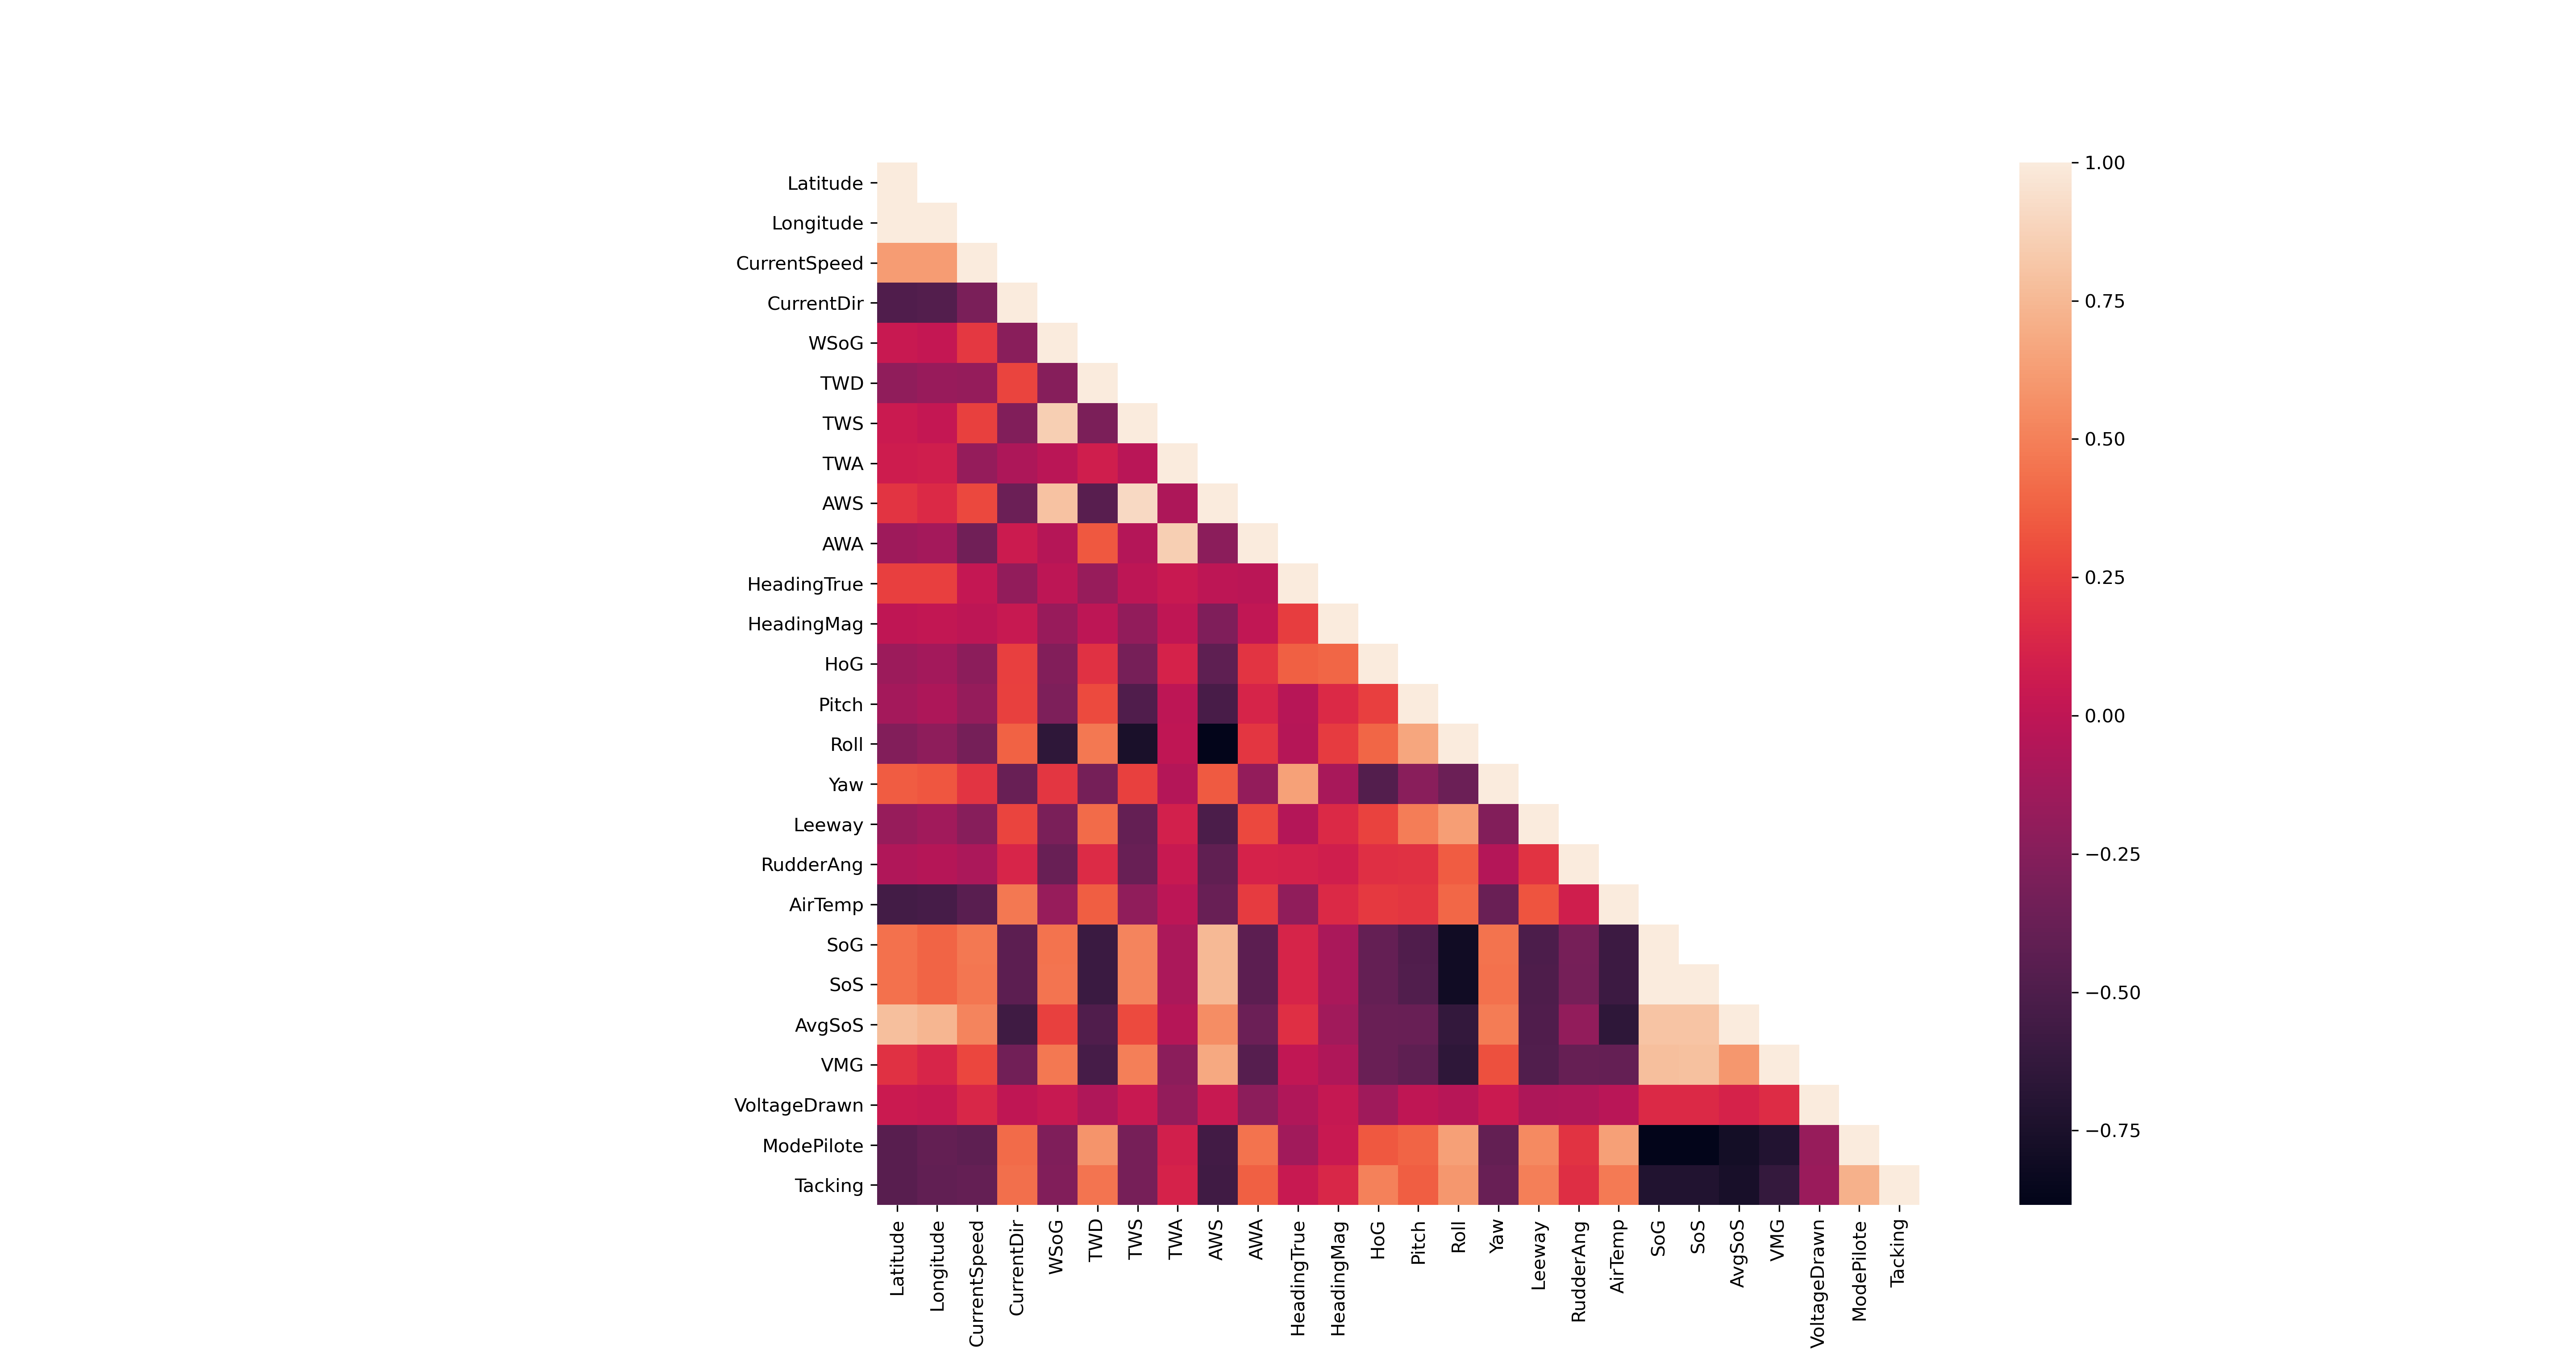 Latitude
Longitude
CurrentSpeed
CurrentDir
WSoG
TWD
TWS
TWA
AWS
AWA
HeadingTrue
HeadingMag
HoG
Pitch
Roll
Yaw
Leeway
RudderAng
AirTemp
SoG
SoS
AvgSoS
VMG
VoltageDrawn
ModePilote
Tacking
Latitude
Longitude
CurrentSpeed
CurrentDir
WSoG
TWD
TWS
TWA
AWS
AWA
HeadingTrue
HeadingMag
HoG
Pitch
Roll
Yaw
Leeway
RudderAng
AirTemp
SoG
SoS
AvgSoS
VMG
VoltageDrawn
ModePilote
Tacking
1.00
0.75
0.50
0.25
0.00
−0.25
−0.50
−0.75